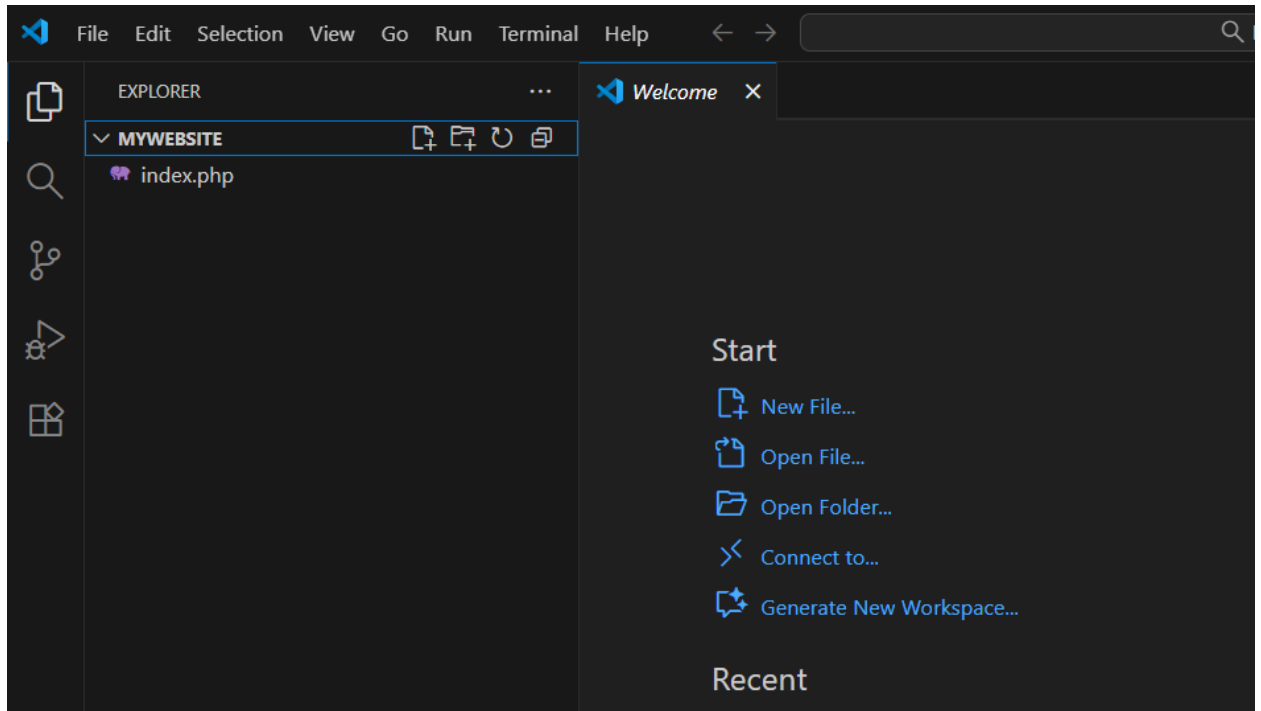 File Edit Selection View Go Run Terminal Help
EXPLORER
Welcome
MYWEBSITE
index.php
Start
New File...
Open File...
Open Folder...
Connect to...
Generate New Workspace...
Recent